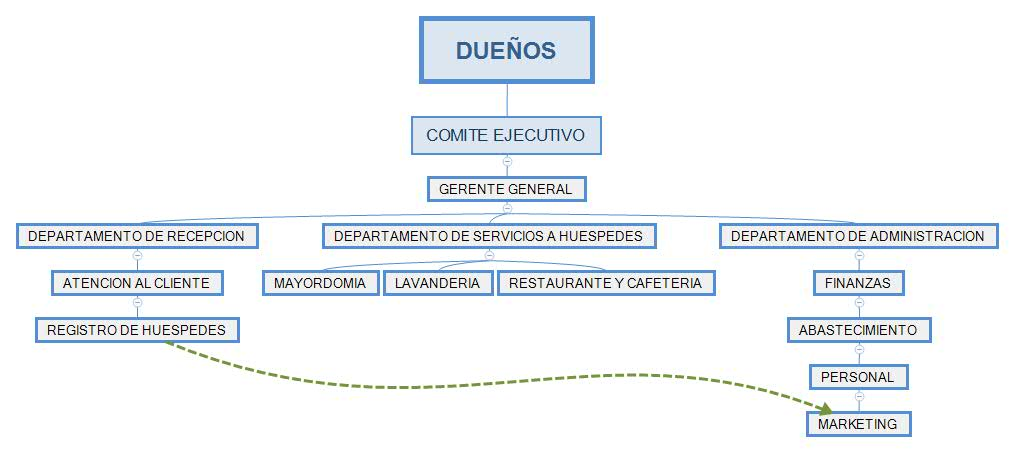 DUEÑOS
COMITE EJECUTIVO
GERENTE GENERAL
DEPARTAMENTO DE RECEPCION
DEPARTAMENTO DE SERVICIOS A HUESPEDES
DEPARTAMENTO DE ADMINISTRACION
ATENCION AL CLIENTE
MAYORDOMIA
LAVANDERIA
RESTAURANTE Y CAFETERIA
FINANZAS
REGISTRO DE HUESPEDES
ABASTECIMIENTO
PERSONAL
MARKETING